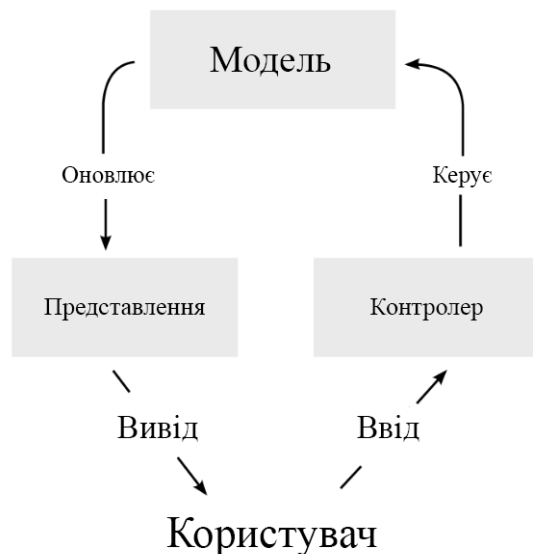 Модель
Оновлює
Керує
Представлення
Контролер
Вивід
Ввід
Користувач